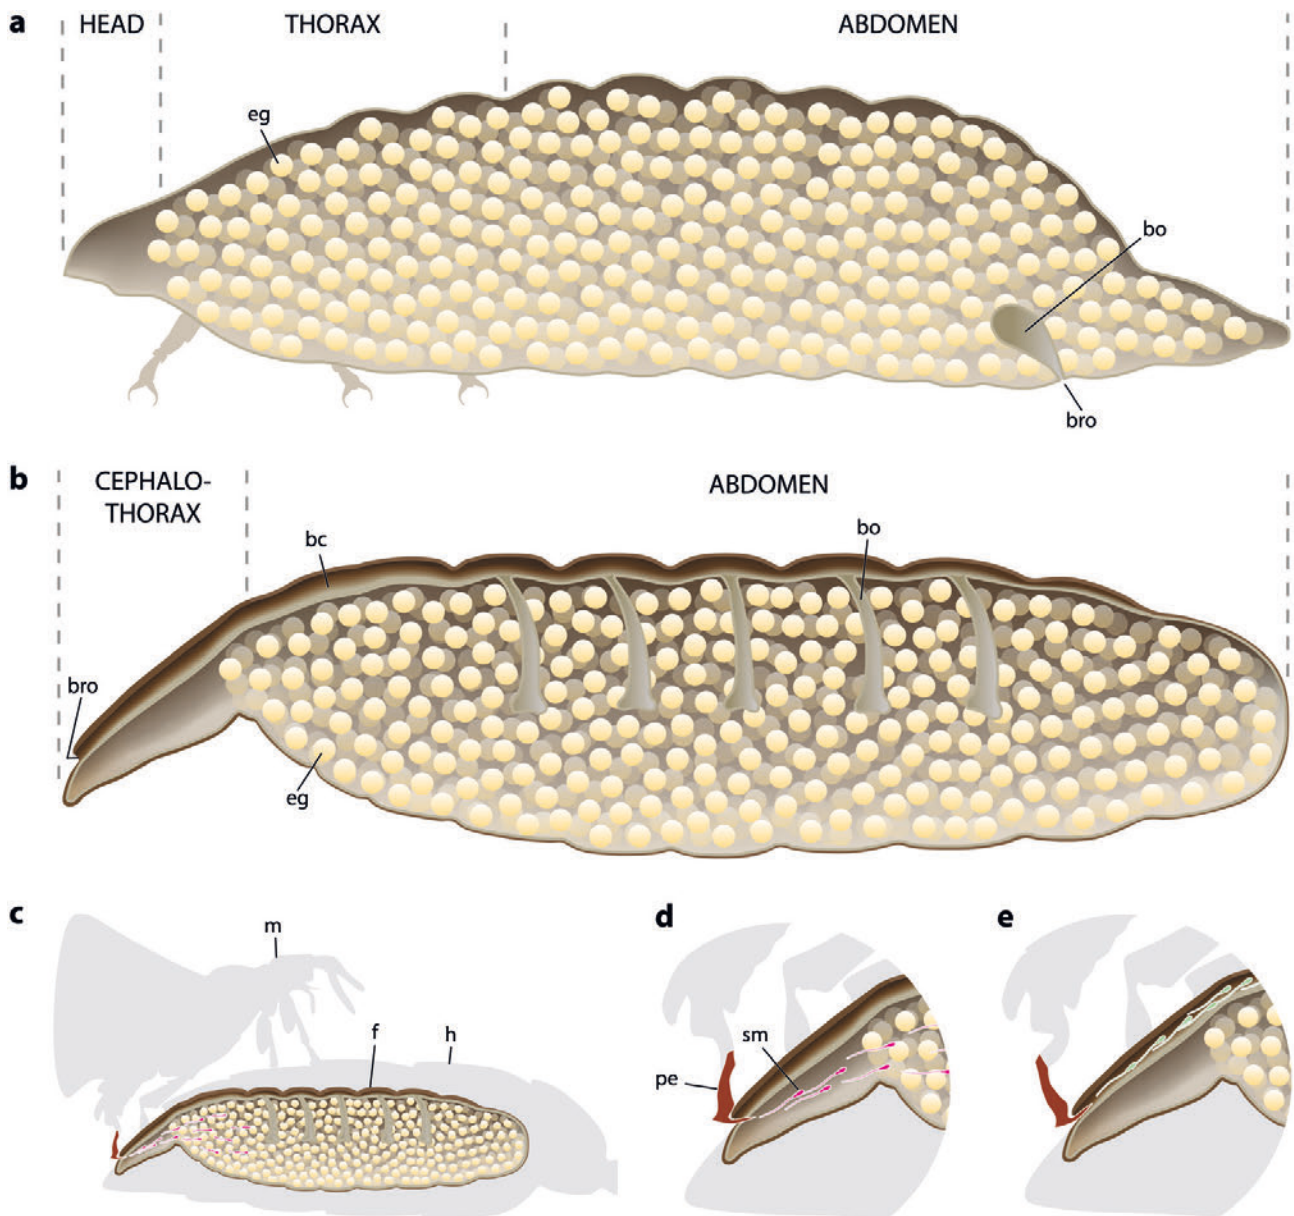 a
HEAD
THORAX
ABDOMEN
eg
bo
bro
b
CEPHALO-
THORAX
ABDOMEN
bc
bo
bro
eg
c
m
f
h
d
sm
pe
e